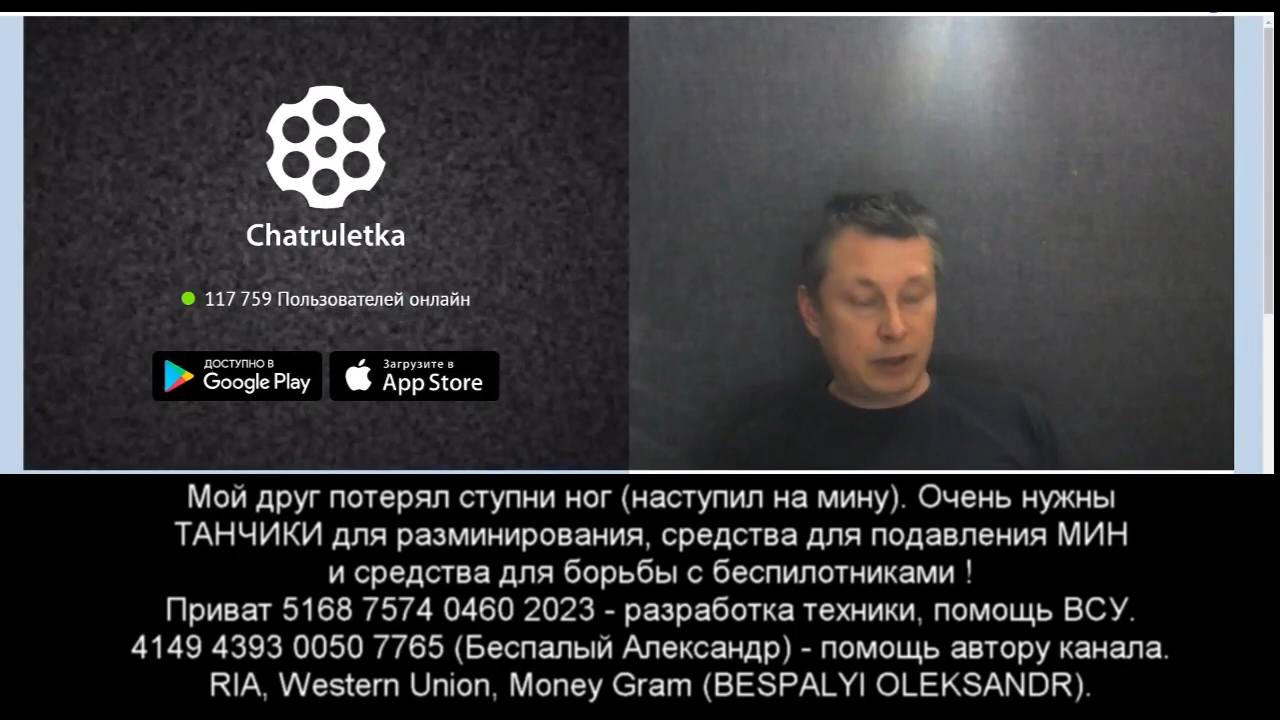 Chatruletka
117 759 Пользователей онлайн
ДОСТУПНО В
Google Play
Загрузите в
App Store
Мой друг потерял ступни ног (наступил на мину). Очень нужны
ТАНЧИКИ для разминирования, средства для подавления МИН
и средства для борьбы с беспилотниками !
Приват 5168 7574 0460 2023 - разработка техники, помощь ВСУ.
4149 4393 0050 7765 (Беспалый Александр) - помощь автору канала.
RIA, Western Union, Money Gram (BESPALYI OLEKSANDR).